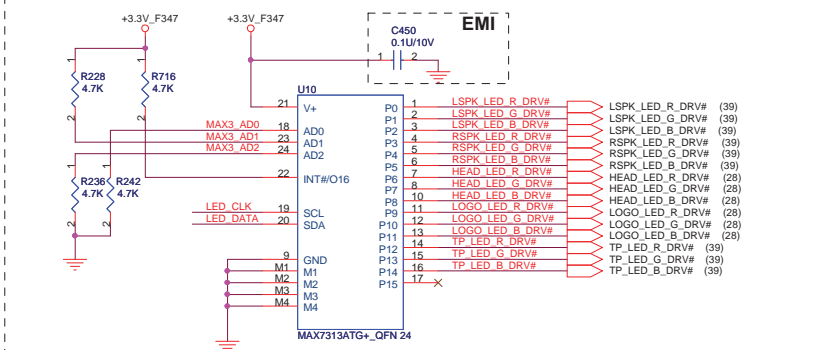 +3.3V_F347 +3.3V_F347 EMI
C450
0.1U/10V
1 2
1 1
R228 R716
4.7K 4.7K
2 2
U10
21 V+ P0 1 LSPK_LED_R_DRV# LSPK_LED_R_DRV# (39)
P1 2 LSPK_LED_G_DRV# LSPK_LED_G_DRV# (39)
MAX3_AD0 18 AD0 P2 3 LSPK_LED_B_DRV# LSPK_LED_B_DRV# (39)
MAX3_AD1 23 AD1 P3 4 RSPK_LED_R_DRV# RSPK_LED_R_DRV# (39)
MAX3_AD2 24 AD2 P4 5 RSPK_LED_G_DRV# RSPK_LED_G_DRV# (39)
P5 6 RSPK_LED_B_DRV# RSPK_LED_B_DRV# (39)
22 INT#/O16 P6 7 HEAD_LED_R_DRV# HEAD_LED_R_DRV# (28)
P7 8 HEAD_LED_G_DRV# HEAD_LED_G_DRV# (28)
P8 10 HEAD_LED_B_DRV# HEAD_LED_B_DRV# (28)
1 1
R236 R242
4.7K 4.7K
2 2
LED_CLK 19 SCL P9 11 LOGO_LED_R_DRV# LOGO_LED_R_DRV# (28)
LED_DATA 20 SDA P10 12 LOGO_LED_G_DRV# LOGO_LED_G_DRV# (28)
P11 13 LOGO_LED_B_DRV# LOGO_LED_B_DRV# (28)
P12 14 TP_LED_R_DRV# TP_LED_R_DRV# (39)
9 GND P13 15 TP_LED_G_DRV# TP_LED_G_DRV# (39)
M1 M1 P14 16 TP_LED_B_DRV# TP_LED_B_DRV# (39)
M2 M2 P15 17
M3 M3
M4 M4
MAX7313ATG+_QFN 24